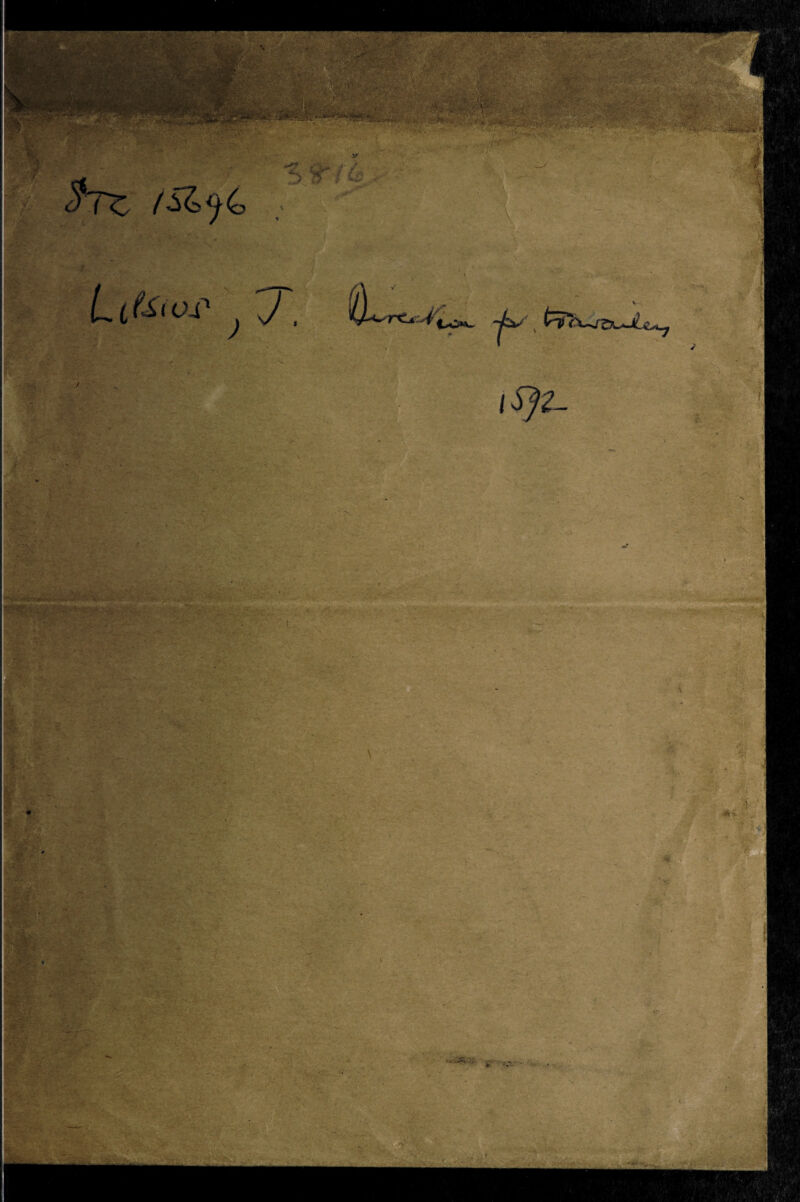 3816
STC 15696
Lipsius, J. Direction for travailers,
1592